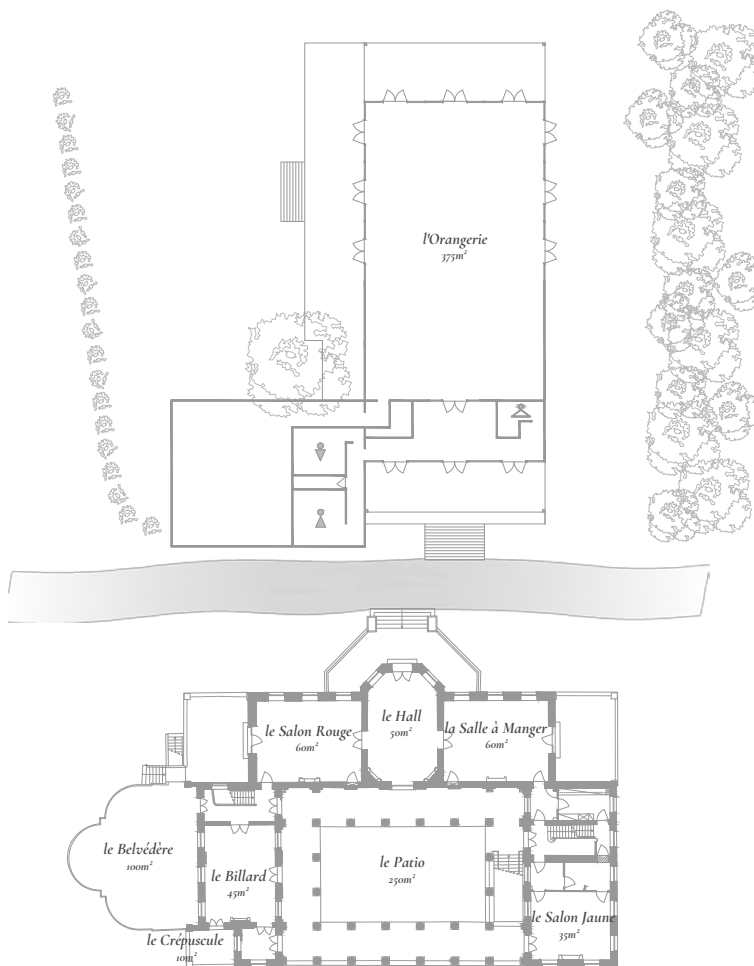 l'Orangerie
375m²
le Hall
50m²
le Salon Rouge
60m²
la Salle à Manger
60m²
le Belvédère
100m²
le Billard
45m²
le Patio
250m²
le Salon Jaune
35m²
le Crépuscule
10m²